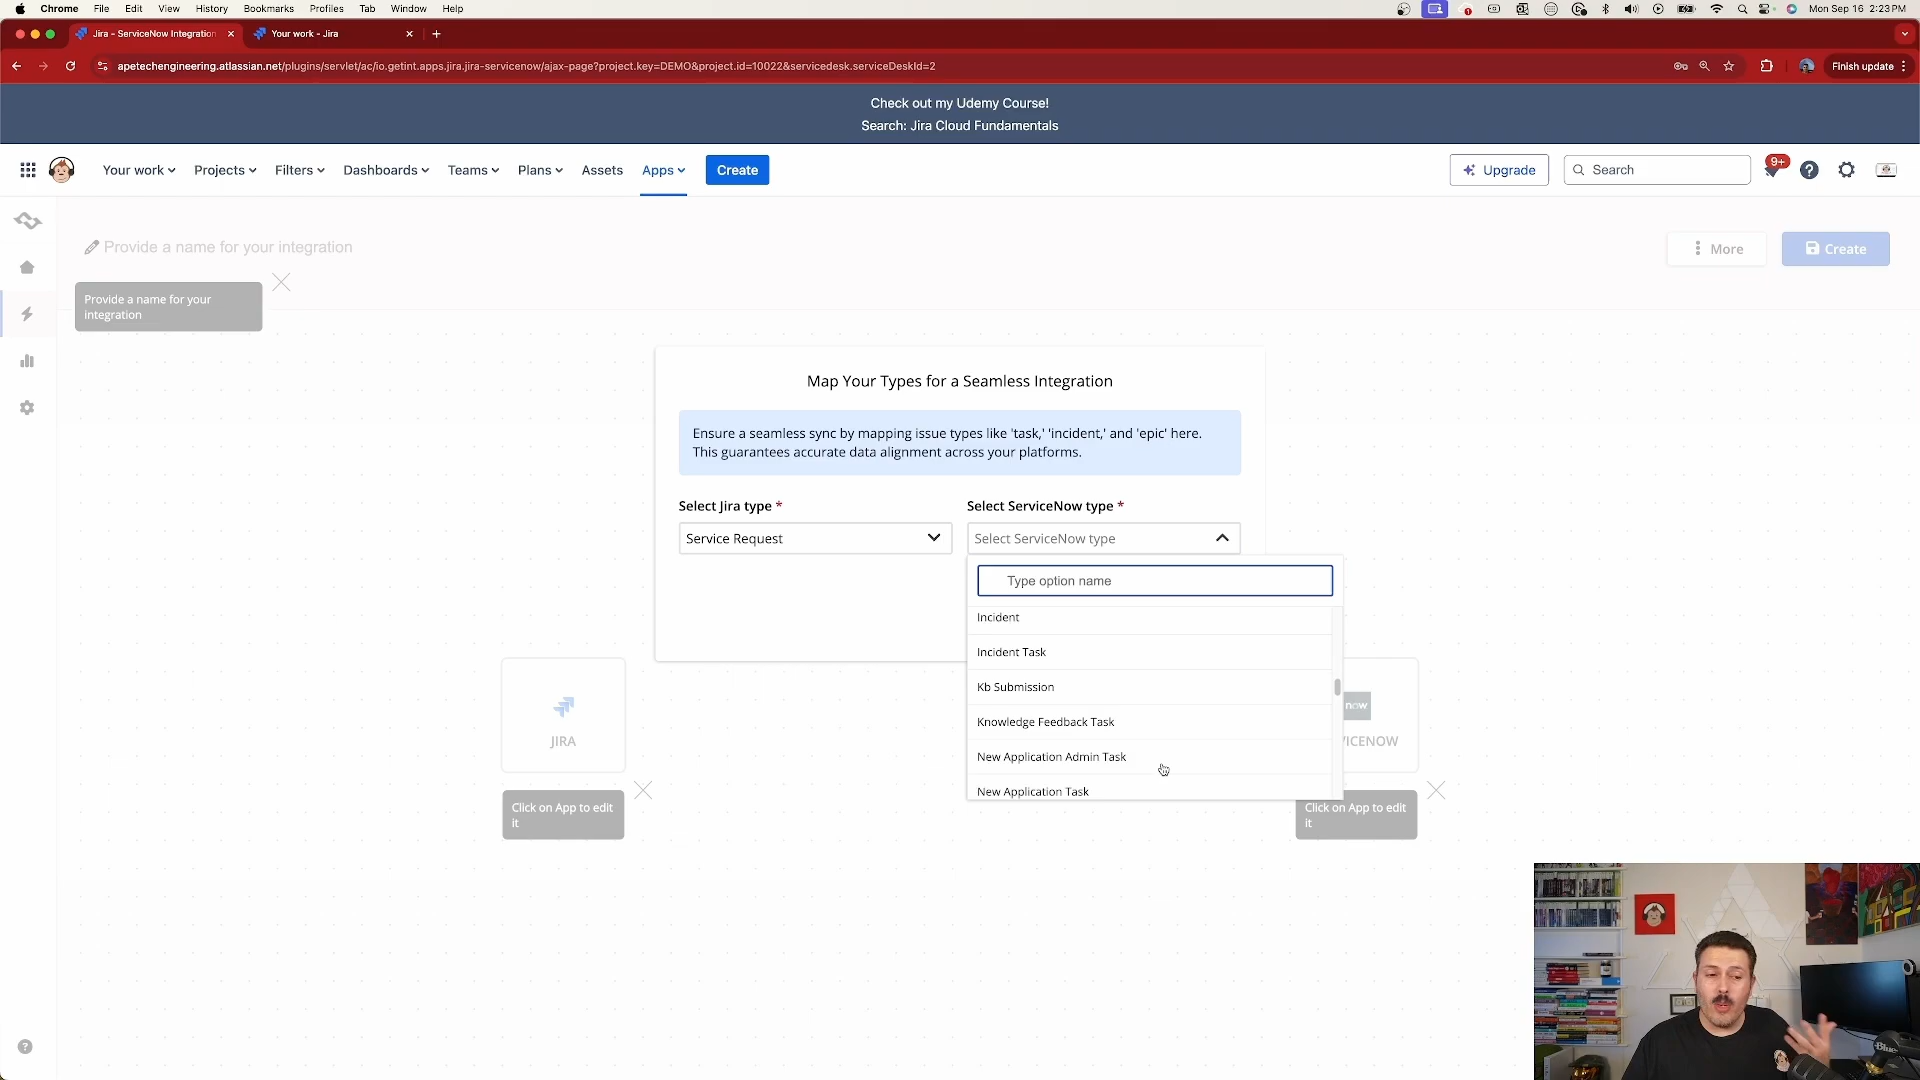 Chrome File Edit View History Bookmarks Profiles Tab Window Help
Mon Sep 16 2:23 PM
Jira - ServiceNow Integration
Your work - Jira
apetechengineering.atlassian.net/plugins/servlet/ac/io.getint.apps.jira.jira-servicenow/ajax-page?project.key=DEMO&project.id=10022&servicedesk.serviceDeskId=2
Finish update
Check out my Udemy Course!
Search: Jira Cloud Fundamentals
Your work Projects Filters Dashboards Teams Plans Assets Apps Create
Upgrade
Search
9+
Provide a name for your integration
More
Create
Provide a name for your
integration
Map Your Types for a Seamless Integration
Ensure a seamless sync by mapping issue types like 'task,' 'incident,' and 'epic' here.
This guarantees accurate data alignment across your platforms.
Select Jira type *
Select ServiceNow type *
Service Request
Select ServiceNow type
Type option name
Incident
Incident Task
Kb Submission
Knowledge Feedback Task
New Application Admin Task
New Application Task
JIRA
now
VICENOW
Click on App to edit
it
Click on App to edit
it
Blue